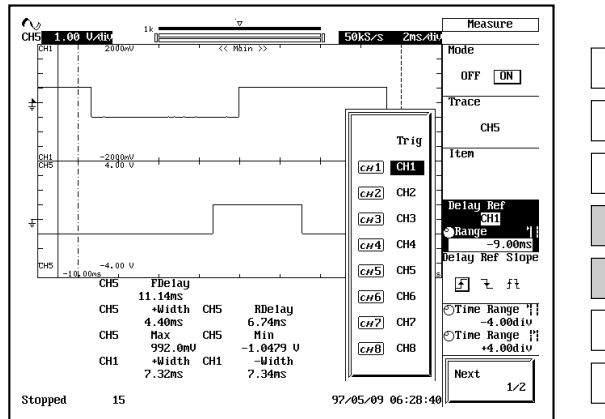 Measure
CH5 1.00 V/div 1k 50kS/s 2ms/div
CH1 2000mV << Main >>
Mode
OFF ON
Trace
CH5
Item
CH1 -2000mV
CH5 4.00 V
Trig
CH1 CH1
CH2 CH2
CH3 CH3
CH4 CH4
CH5 CH5
CH6 CH6
CH7 CH7
CH8 CH8
Delay Ref
CH1
Range
-9.00ms
Delay Ref Slope
CH5 -4.00 V
-10.00ms
CH5 FDelay
11.14ms
CH5 +Width CH5 RDelay
4.40ms 6.74ms
CH5 Max CH5 Min
992.0mV -1.0479 V
CH1 +Width CH1 -Width
7.32ms 7.34ms
Time Range
-4.00div
Time Range
+4.00div
Next
1/2
Stopped 15 97/05/09 06:28:40